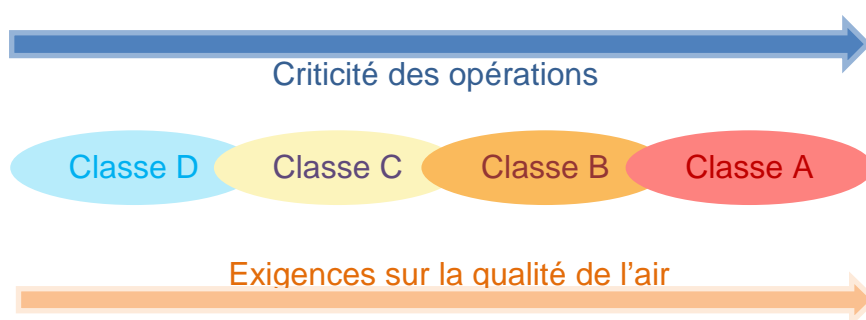 Criticité des opérations
Classe D Classe C Classe B Classe A
Exigences sur la qualité de l’air